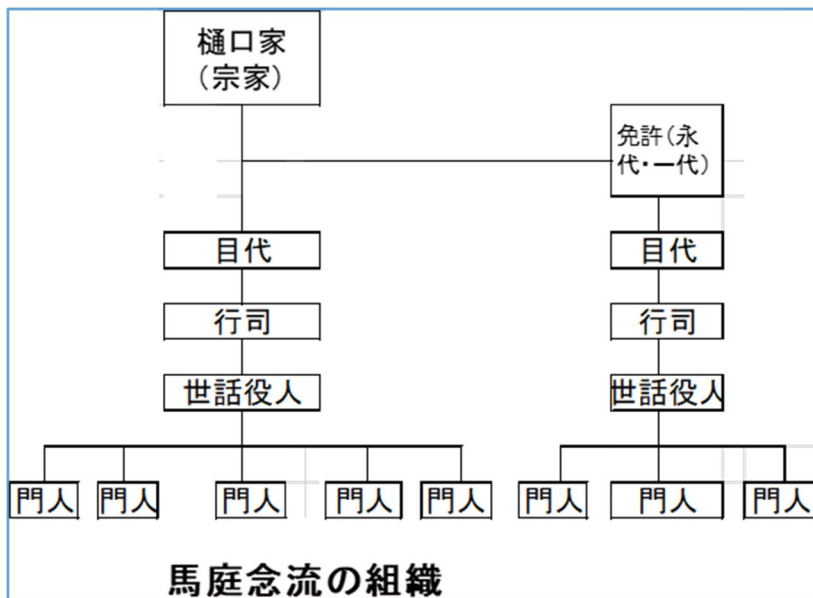 樋口家
(宗家)
免許(永
代・一代)
目代
目代
行司
行司
世話役人
世話役人
門人
門人
門人
門人
門人
門人
門人
門人
馬庭念流の組織